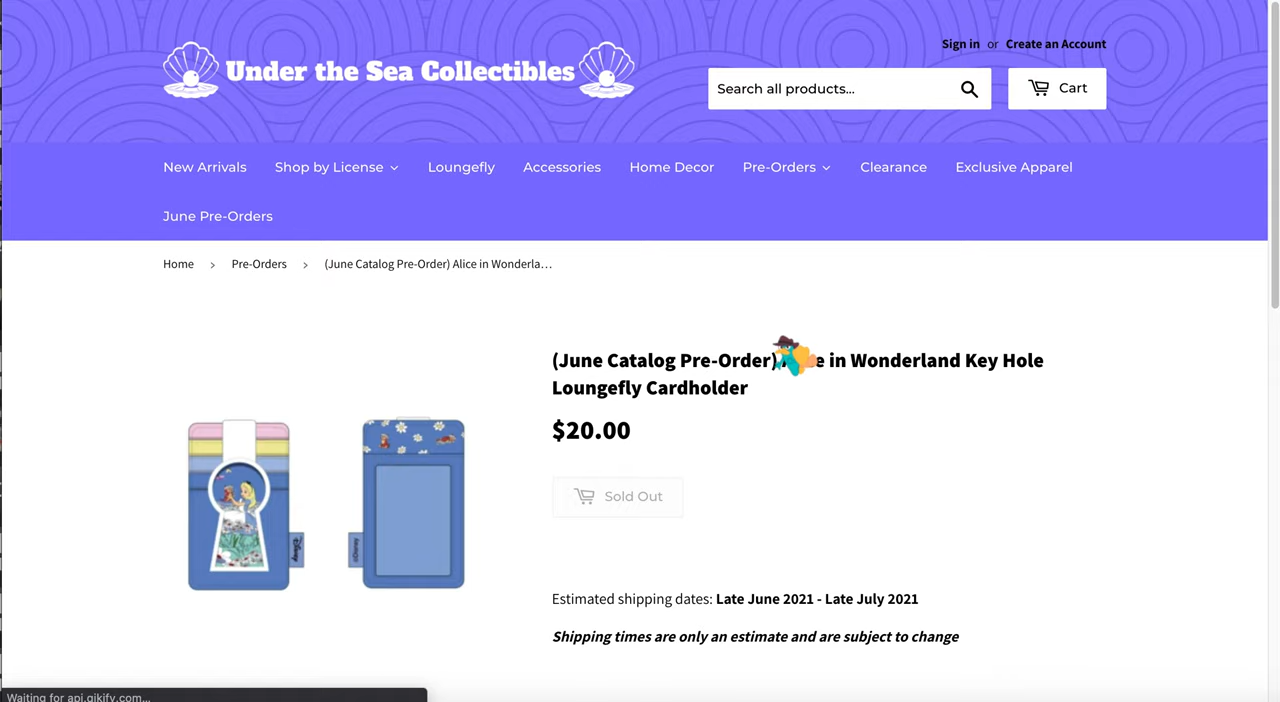 Sign in or Create an Account
Under the Sea Collectibles
Search all products...
Cart
New Arrivals Shop by License Loungefly Accessories Home Decor Pre-Orders Clearance Exclusive Apparel
June Pre-Orders
Home › Pre-Orders › (June Catalog Pre-Order) Alice in Wonderla...
(June Catalog Pre-Order) e in Wonderland Key Hole
Loungefly Cardholder
$20.00
Sold Out
Disney
©Disney
Estimated shipping dates: Late June 2021 - Late July 2021
Shipping times are only an estimate and are subject to change
Waiting for api.gikify.com...